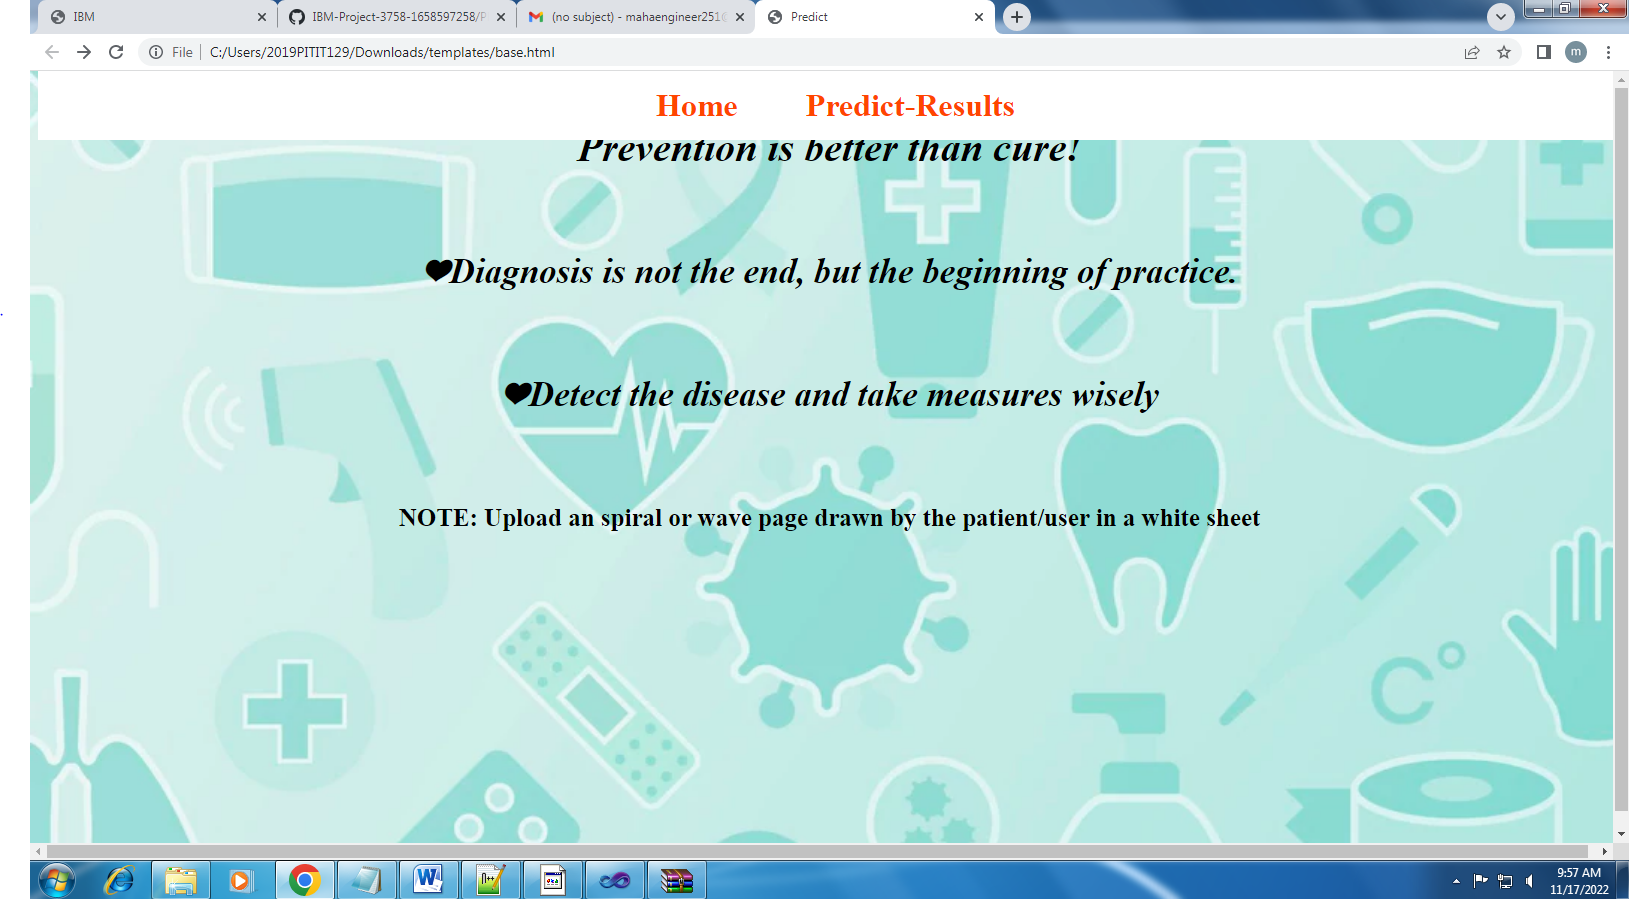 IBM
IBM-Project-3758-1658597258/P
(no subject) - mahaengineer251
Predict
File
C:/Users/2019PITIT129/Downloads/templates/base.html
m
Home Predict-Results
Prevention is better than cure!
❤Diagnosis is not the end, but the beginning of practice.
❤Detect the disease and take measures wisely
NOTE: Upload an spiral or wave page drawn by the patient/user in a white sheet
C°
9:57 AM
11/17/2022